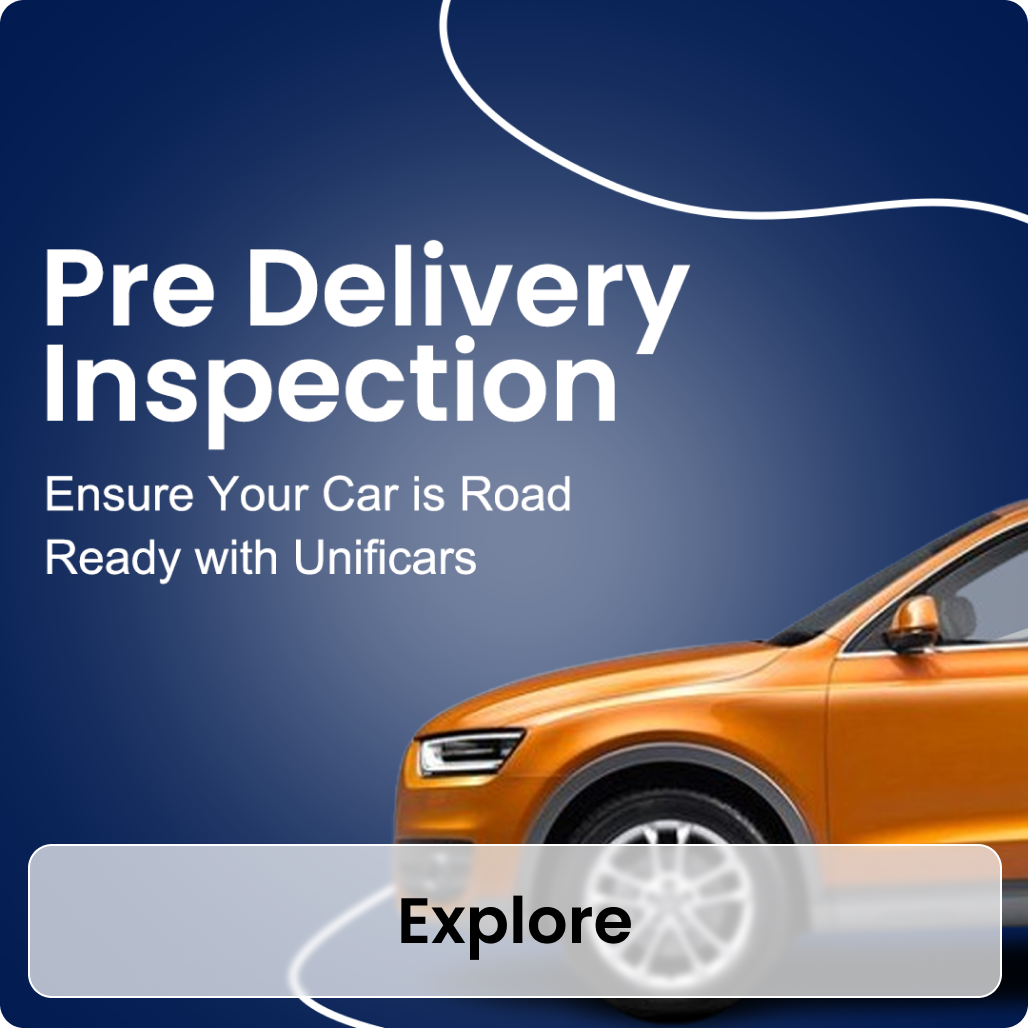 Pre Delivery
Inspection
Ensure Your Car is Road
Ready with Unificars
Explore